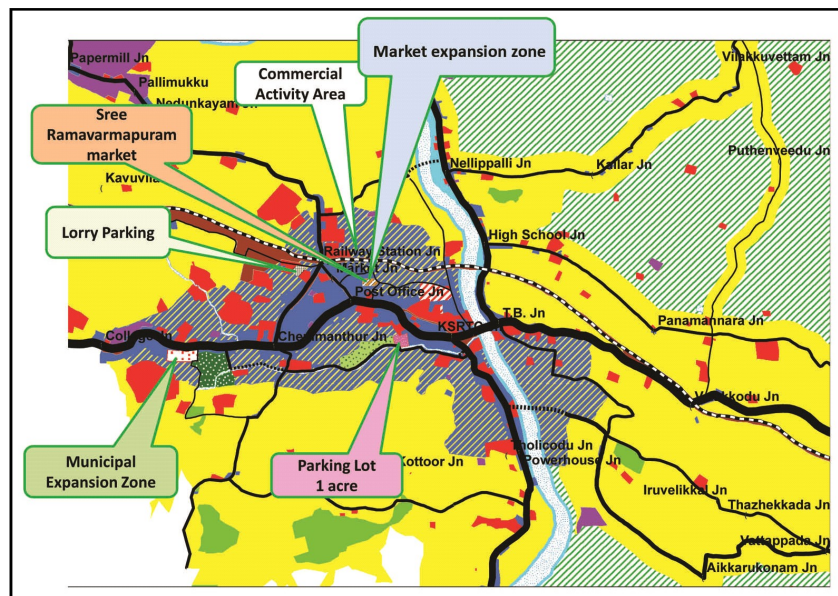 Papermill Jn
Pallimukku
Market expansion zone
Commercial
Activity Area
Vilakkuvettam Jn
Sree
Ramavarmapuram
market
Nellippalli Jn
Kallar Jn
Puthenveedu Jn
Lorry Parking
High School Jn
Railway Station Jn
Market Jn
Post Office Jn
T.B. Jn
KSRTC
Panamannara Jn
Chemmanthur Jn
Municipal
Expansion Zone
Parking Lot
1 acre
Kottoor Jn
Tholicodu Jn
Powerhouse Jn
Iruvelikkal Jn
Thazhekkada Jn
Vattappada Jn
Aikkarukonam Jn